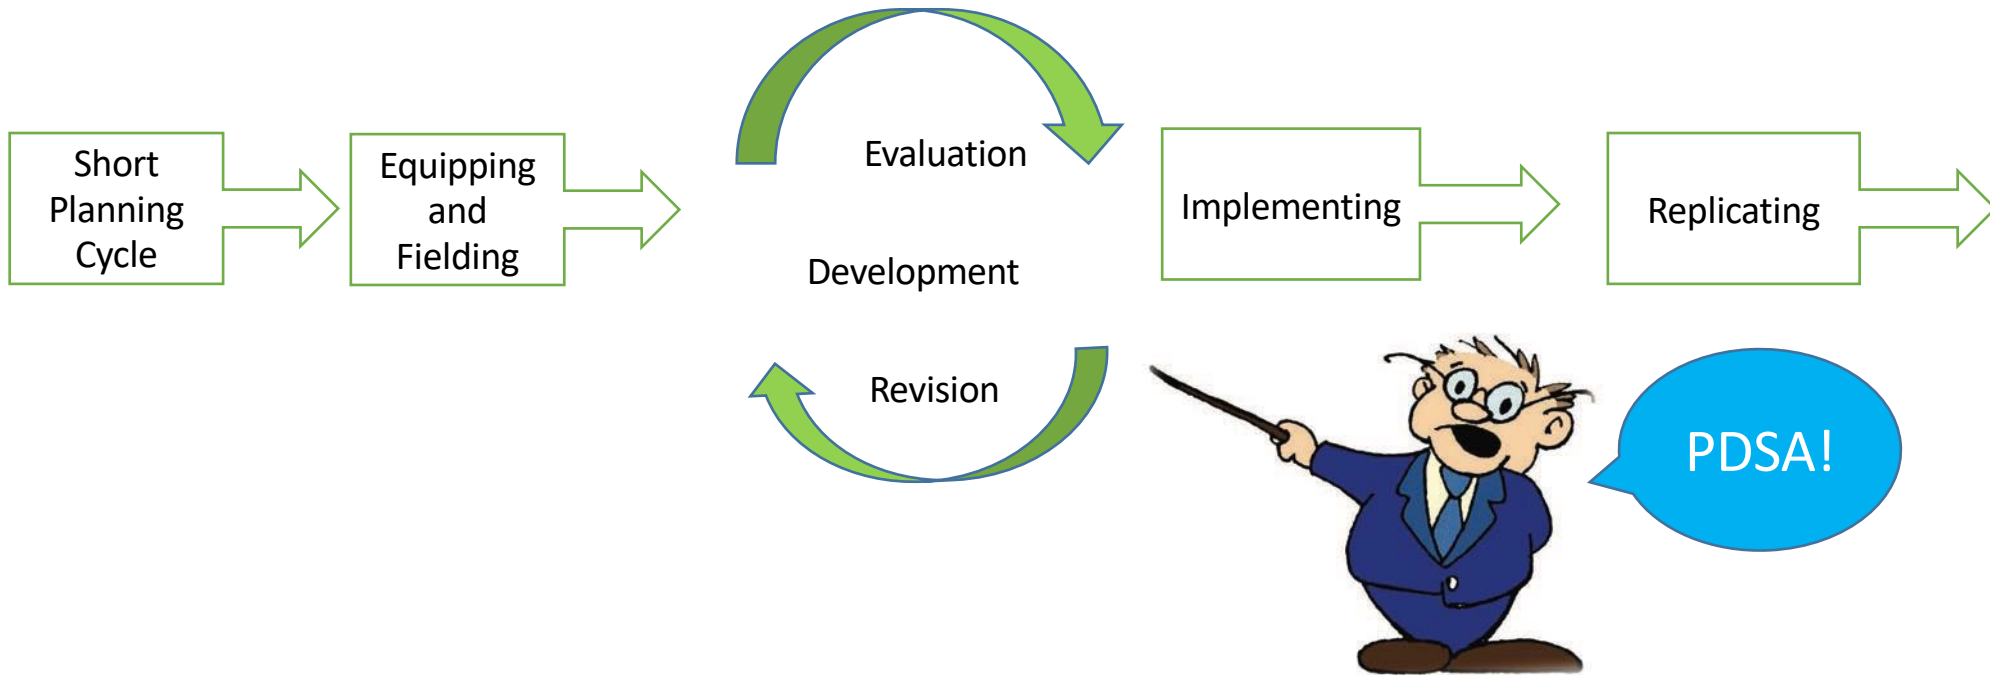 Short
Planning
Cycle
Equipping
and
Fielding
Evaluation
Development
Revision
Implementing
Replicating
PDSA!